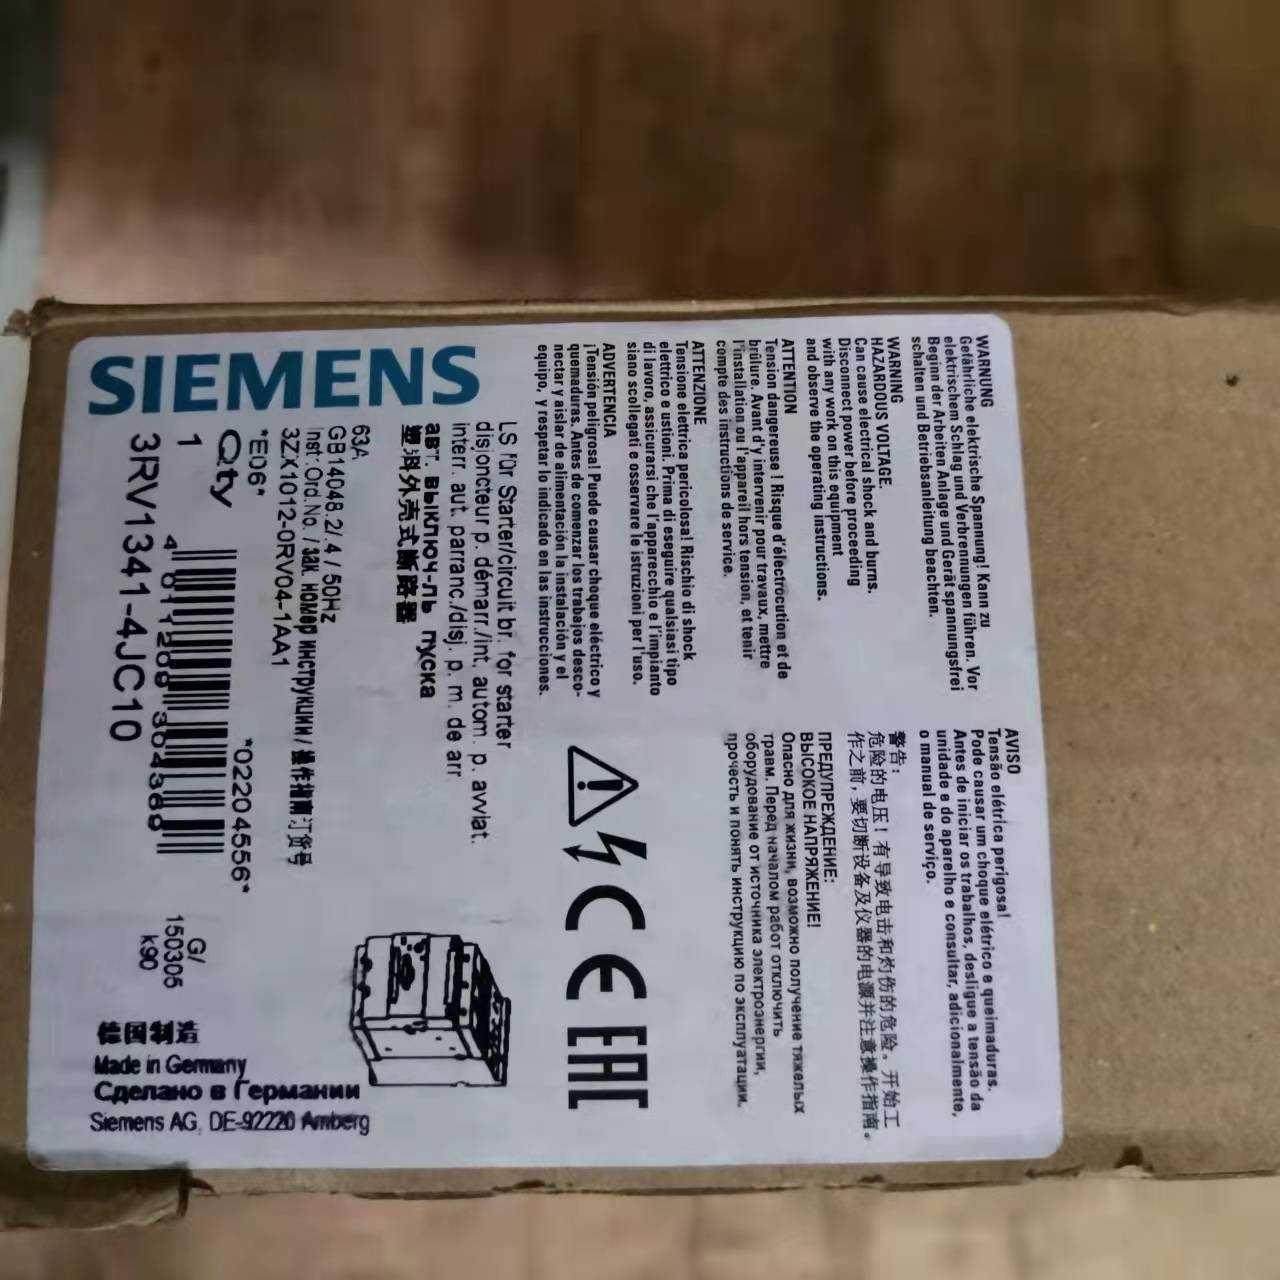 SIEMENS
3RV1341-4JC10
1
Qty
*E06*
4 011209 304369
*02204556*
3ZX1012-0RV04-1AA1
Inst.:Ord.No. / зак. номер инструкции / 操作指南订货号
GB14048.2/.4 / 50Hz
63A
塑料外壳式断路器
авт. выключ-ль пуска
interr. aut. parranc./disj. p. m. de arr
disjoncteur p. démarr./int. autom. p. avviat.
LS für Starter/circuit br. for starter
G/
150305
k90
德国制造
Made in Germany
Сделано в Германии
Siemens AG, DE-92220 Amberg
WARNUNG
Gefährliche elektrische Spannung! Kann zu
elektrischem Schlag und Verbrennungen führen. Vor
Beginn der Arbeiten Anlage und Gerät spannungsfrei
schalten und Betriebsanleitung beachten.
WARNING
HAZARDOUS VOLTAGE.
Can cause electrical shock and burns.
Disconnect power before proceeding
with any work on this equipment
and observe the operating instructions.
ATTENTION
Tension dangereuse ! Risque d'électrocution et de
brûlure. Avant d'y intervenir pour travaux, mettre
l'installation ou l'appareil hors tension, et tenir
compte des instructions de service.
ATTENZIONE
Tensione elettrica pericolosa! Rischio di shock
elettrico e ustioni. Prima di eseguire qualsiasi tipo
di lavoro, assicurarsi che l'apparecchio e l'impianto
siano scollegati e osservare le istruzioni per l'uso.
ADVERTENCIA
¡Tensión peligrosa! Puede causar choque eléctrico y
quemaduras. Antes de comenzar los trabajos desco-
nectar y aislar de alimentación la instalación y el
equipo, y respetar lo indicado en las instrucciones.
AVISO
Tensão elétrica perigosa!
Pode causar um choque elétrico e queimaduras.
Antes de iniciar os trabalhos, desligue a tensão da
unidade e do aparelho e consultar, adicionalmente,
o manual de serviço.
警告:
危险的电压! 有导致电击和灼伤的危险。开始工
作之前, 要切断设备及仪器的电源并注意操作指南。
ПРЕДУПРЕЖДЕНИЕ:
ВЫСОКОЕ НАПРЯЖЕНИЕ!
Опасно для жизни, возможно получение тяжелых
травм. Перед началом работ отключить
оборудование от источника электроэнергии,
прочесть и понять инструкцию по эксплуатации.
CE
EAC